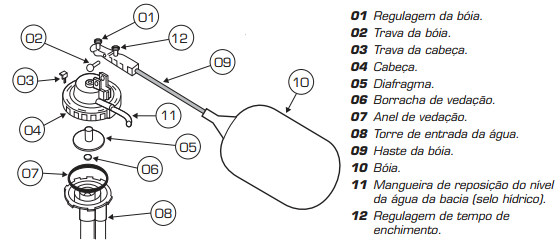 01
12
02
03
09
10
11
04
05
06
07
08
01 Regulagem da bóia.
02 Trava da bóia.
03 Trava da cabeça.
04 Cabeça.
05 Diafragma.
06 Borracha de vedação.
07 Anel de vedação.
08 Torre de entrada da água.
09 Haste da bóia.
10 Bóia.
11 Mangueira de reposição do nível
da água da bacia (selo hídrico).
12 Regulagem de tempo de
enchimento.